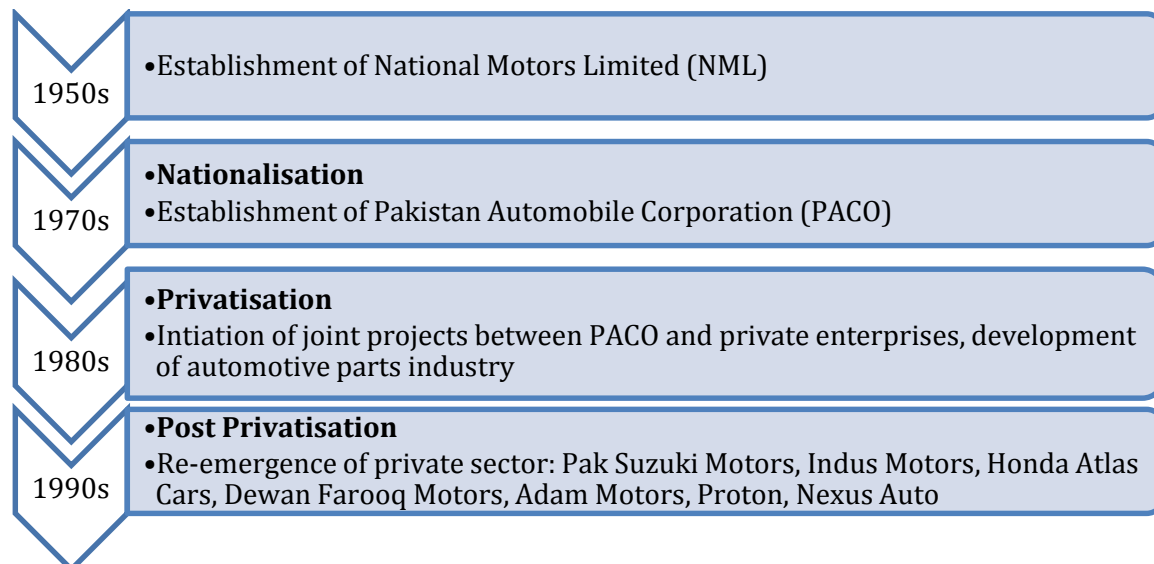 1950s
•Establishment of National Motors Limited (NML)
1970s
•Nationalisation
•Establishment of Pakistan Automobile Corporation (PACO)
1980s
•Privatisation
•Intiation of joint projects between PACO and private enterprises, development
of automotive parts industry
1990s
•Post Privatisation
•Re-emergence of private sector: Pak Suzuki Motors, Indus Motors, Honda Atlas
Cars, Dewan Farooq Motors, Adam Motors, Proton, Nexus Auto